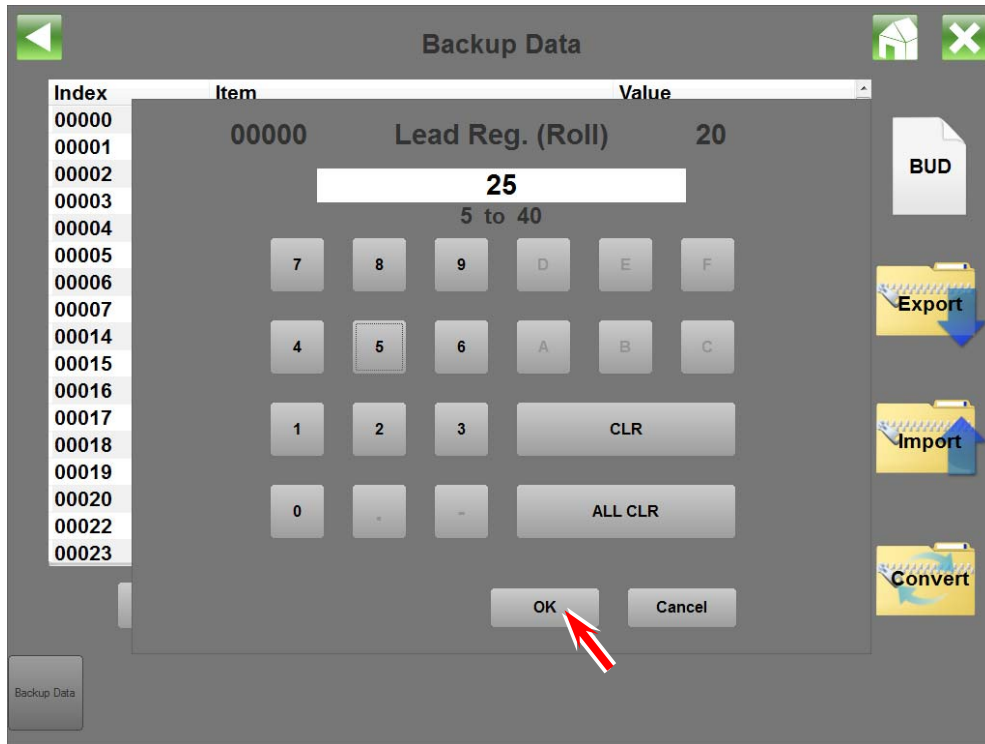 Backup Data
Index Item Value
00000
00001
00002
00003
00004
00005
00006
00007
00014
00015
00016
00017
00018
00019
00020
00022
00023
00000 Lead Reg. (Roll) 20
25
5 to 40
7 8 9 D E F
4 5 6 A B C
1 2 3 CLR
0 . - ALL CLR
OK Cancel
BUD
Export
Import
Convert
Backup Data